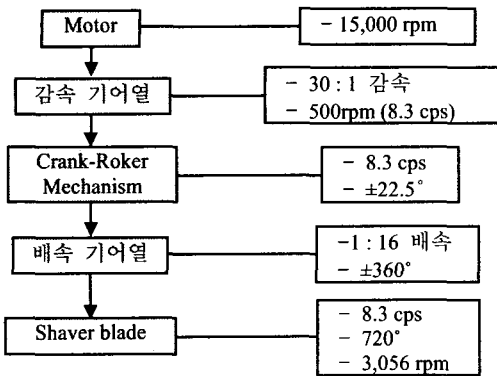 Motor
− 15,000 rpm
감속 기어열
− 30 : 1 감속
− 500rpm (8.3 cps)
Crank-Roker
Mechanism
− 8.3 cps
− ±22.5˚
배속 기어열
−1 : 16 배속
− ±360˚
Shaver blade
− 8.3 cps
− 720˚
− 3,056 rpm